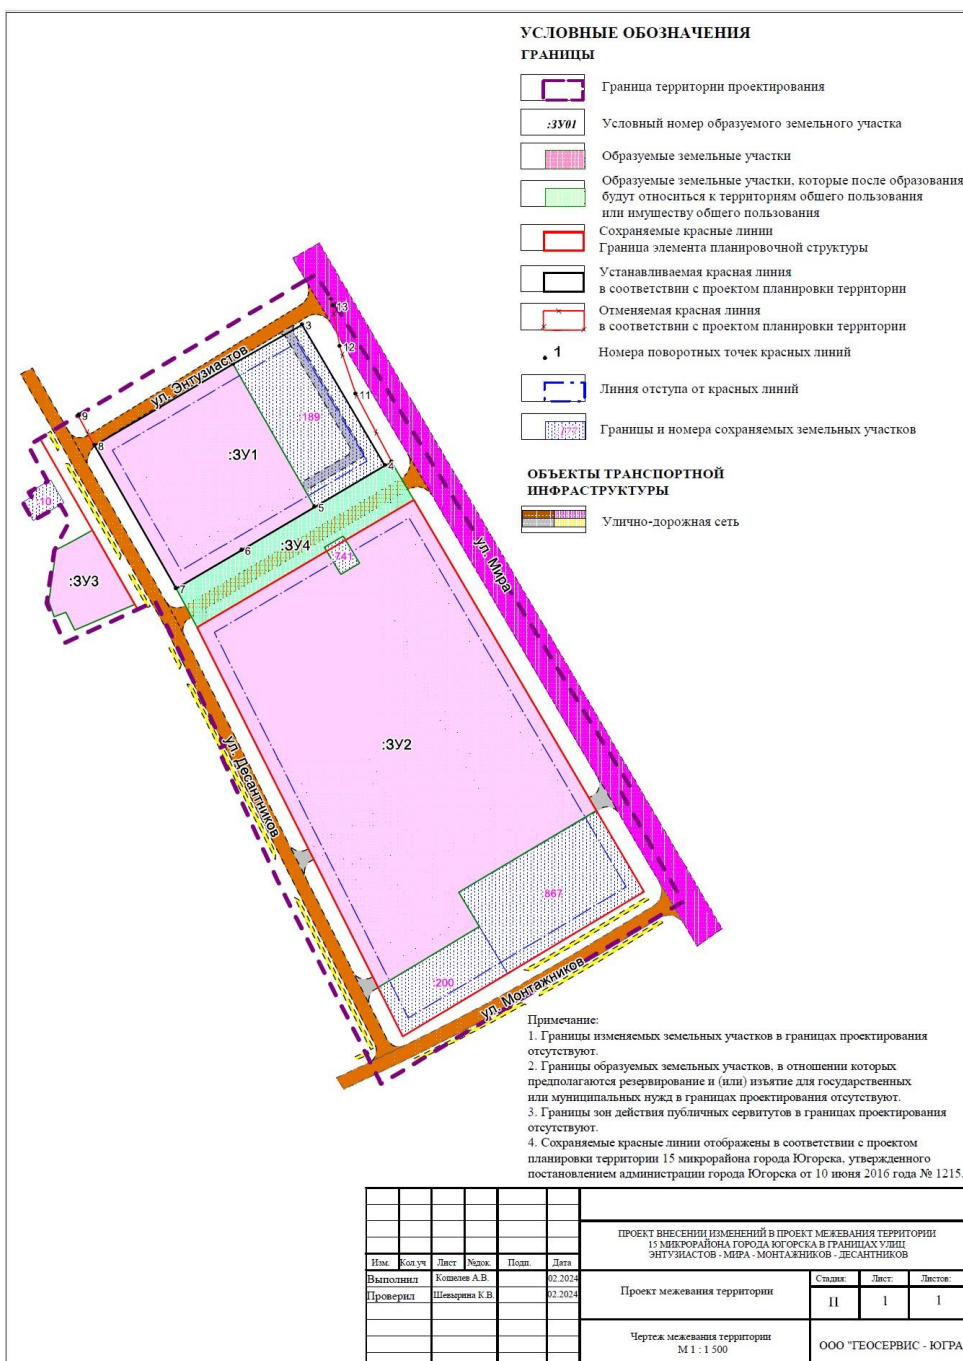 УСЛОВНЫЕ ОБОЗНАЧЕНИЯ
ГРАНИЦЫ
Граница территории проектирования
:ЗУ01
Условный номер образуемого земельного участка
Образуемые земельные участки
Образуемые земельные участки, которые после образования
будут относиться к территориям общего пользования
или имуществу общего пользования
Сохраняемые красные линии
Граница элемента планировочной структуры
Устанавливаемая красная линия
в соответствии с проектом планировки территории
Отменяемая красная линия
в соответствии с проектом планировки территории
1
Номера поворотных точек красных линий
Линия отступа от красных линий
Границы и номера сохраняемых земельных участков
ОБЪЕКТЫ ТРАНСПОРТНОЙ
ИНФРАСТРУКТУРЫ
Улично-дорожная сеть
13
3
12
ул. Энтузиастов
11
9
:189
8
:ЗУ1
4
:10
5
:ЗУ4
741
6
ул. Мира
:ЗУ3
7
:ЗУ2
ул. Десантников
:867
:200
ул. Монтажников
Примечание:
1. Границы изменяемых земельных участков в границах проектирования
отсутствуют.
2. Границы образуемых земельных участков, в отношении которых
предполагаются резервирование и (или) изъятие для государственных
или муниципальных нужд в границах проектирования отсутствуют.
3. Границы зон действия публичных сервитутов в границах проектирования
отсутствуют.
4. Сохраняемые красные линии отображены в соответствии с проектом
планировки территории 15 микрорайона города Югорска, утвержденного
постановлением администрации города Югорска от 10 июня 2016 года № 1215.
ПРОЕКТ ВНЕСЕНИИ ИЗМЕНЕНИЙ В ПРОЕКТ МЕЖЕВАНИЯ ТЕРРИТОРИИ
15 МИКРОРАЙОНА ГОРОДА ЮГОРСКА В ГРАНИЦАХ УЛИЦ
ЭНТУЗИАСТОВ - МИРА - МОНТАЖНИКОВ - ДЕСАНТНИКОВ
Изм. Кол.уч Лист №док. Подп. Дата
Выполнил Кошелев А.В. 02.2024
Проверил Шевырина К.В. 02.2024
Проект межевания территории
Стадия: Лист: Листов:
П 1 1
Чертеж межевания территории
М 1 : 1 500
ООО "ГЕОСЕРВИС - ЮГРА